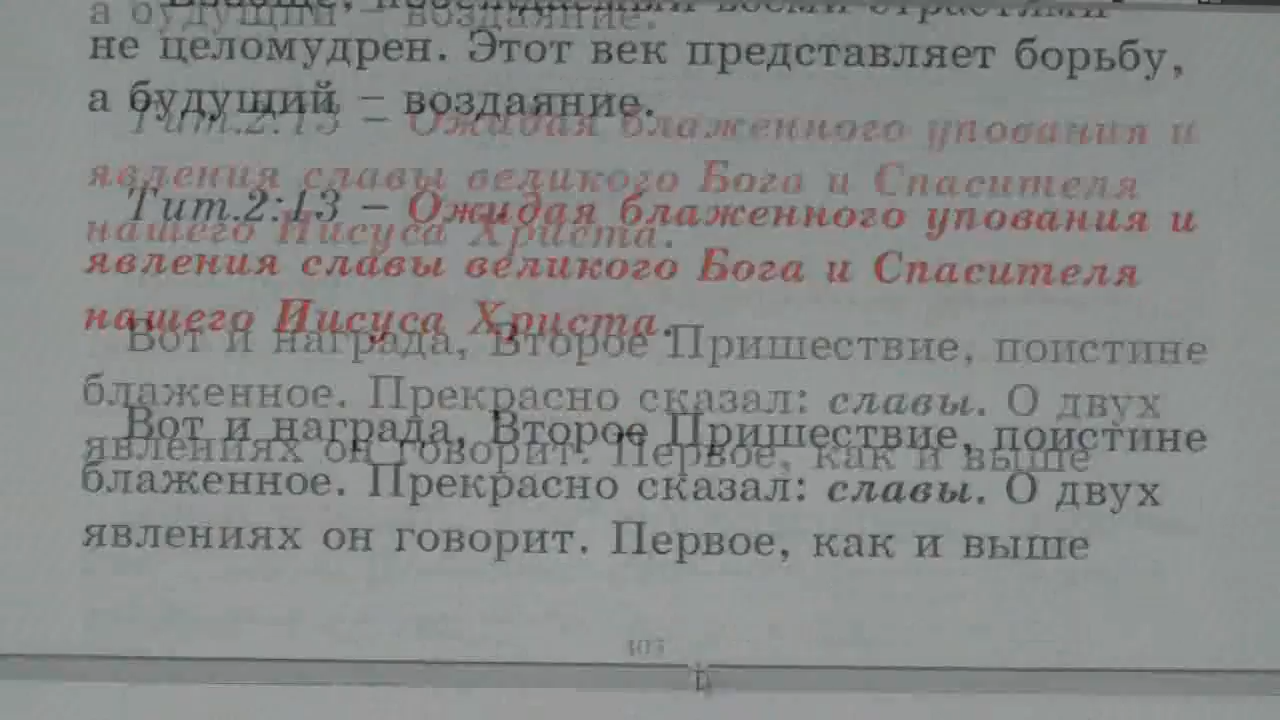 не целомудрен. Этот век представляет борьбу,
а будущий – воздаяние.
Тит.2:13 – Ожидая блаженного упования и
явления славы великого Бога и Спасителя
нашего Иисуса Христа.
Вот и награда, Второе Пришествие, поистине
блаженное. Прекрасно сказал: славы. О двух
явлениях он говорит. Первое, как и выше